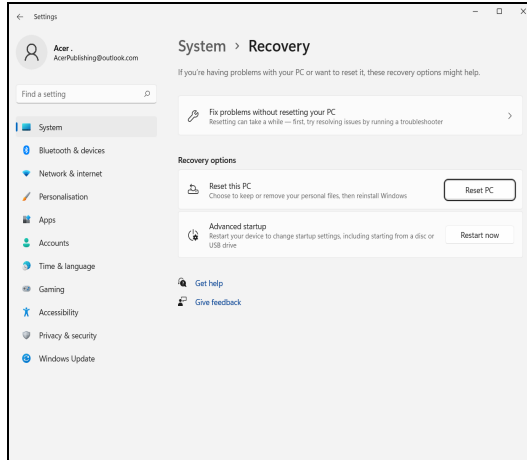 Settings
Acer .
AcerPublishing@outlook.com
Find a setting
System
Bluetooth & devices
Network & internet
Personalisation
Apps
Accounts
Time & language
Gaming
Accessibility
Privacy & security
Windows Update
System > Recovery
If you're having problems with your PC or want to reset it, these recovery options might help.
Fix problems without resetting your PC
Resetting can take a while — first, try resolving issues by running a troubleshooter
Recovery options
Reset this PC
Choose to keep or remove your personal files, then reinstall Windows
Reset PC
Advanced startup
Restart your device to change startup settings, including starting from a disc or
USB drive
Restart now
Get help
Give feedback